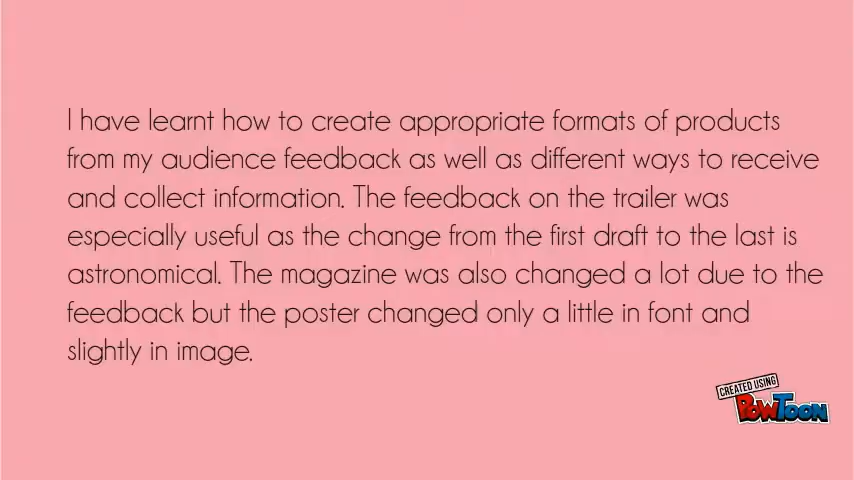 I have learnt how to create appropriate formats of products
from my audience feedback as well as different ways to receive
and collect information. The feedback on the trailer was
especially useful as the change from the first draft to the last is
astronomical. The magazine was also changed a lot due to the
feedback but the poster changed only a little in font and
slightly in image.
CREATED USING
POWTOON